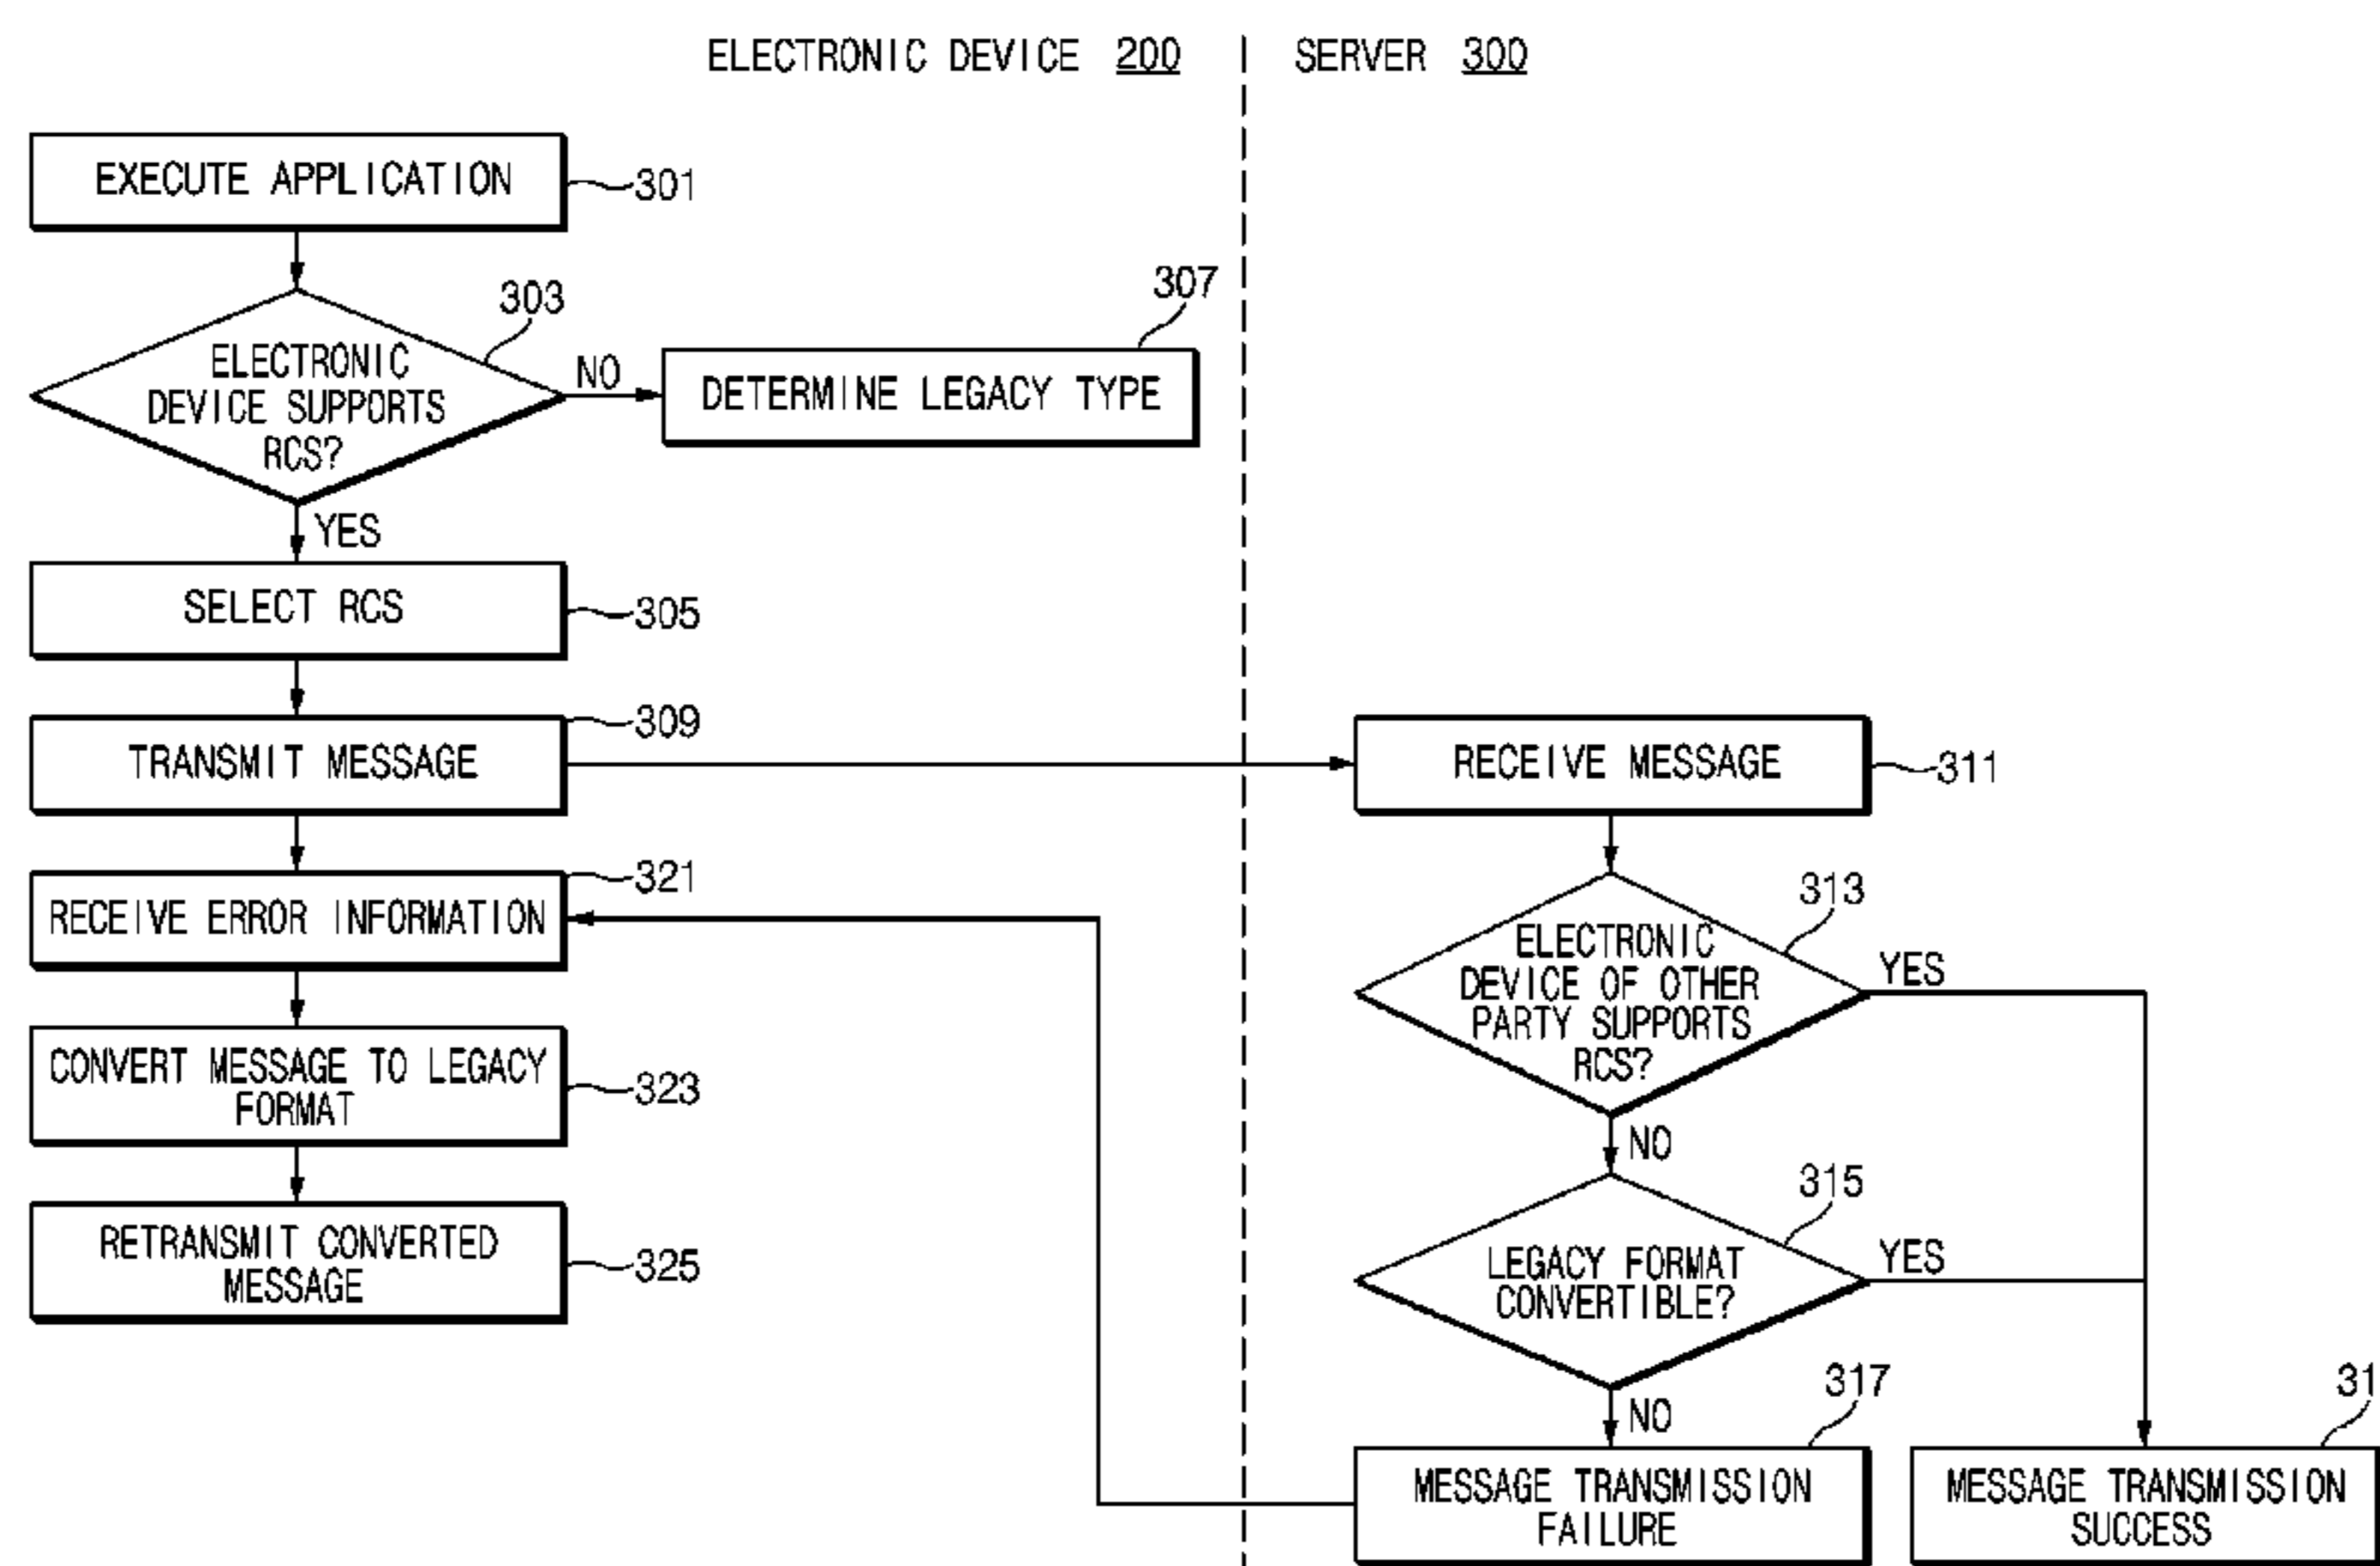 ELECTRONIC DEVICE 200
SERVER 300
EXECUTE APPLICATION
301
303
ELECTRONIC
DEVICE SUPPORTS
RCS?
NO
307
DETERMINE LEGACY TYPE
YES
SELECT RCS
305
TRANSMIT MESSAGE
309
RECEIVE MESSAGE
311
RECEIVE ERROR INFORMATION
321
313
ELECTRONIC
DEVICE OF OTHER
PARTY SUPPORTS
RCS?
YES
NO
CONVERT MESSAGE TO LEGACY
FORMAT
323
315
LEGACY FORMAT
CONVERTIBLE?
YES
NO
RETRANSMIT CONVERTED
MESSAGE
325
317
MESSAGE TRANSMISSION
FAILURE
31
MESSAGE TRANSMISSION
SUCCESS